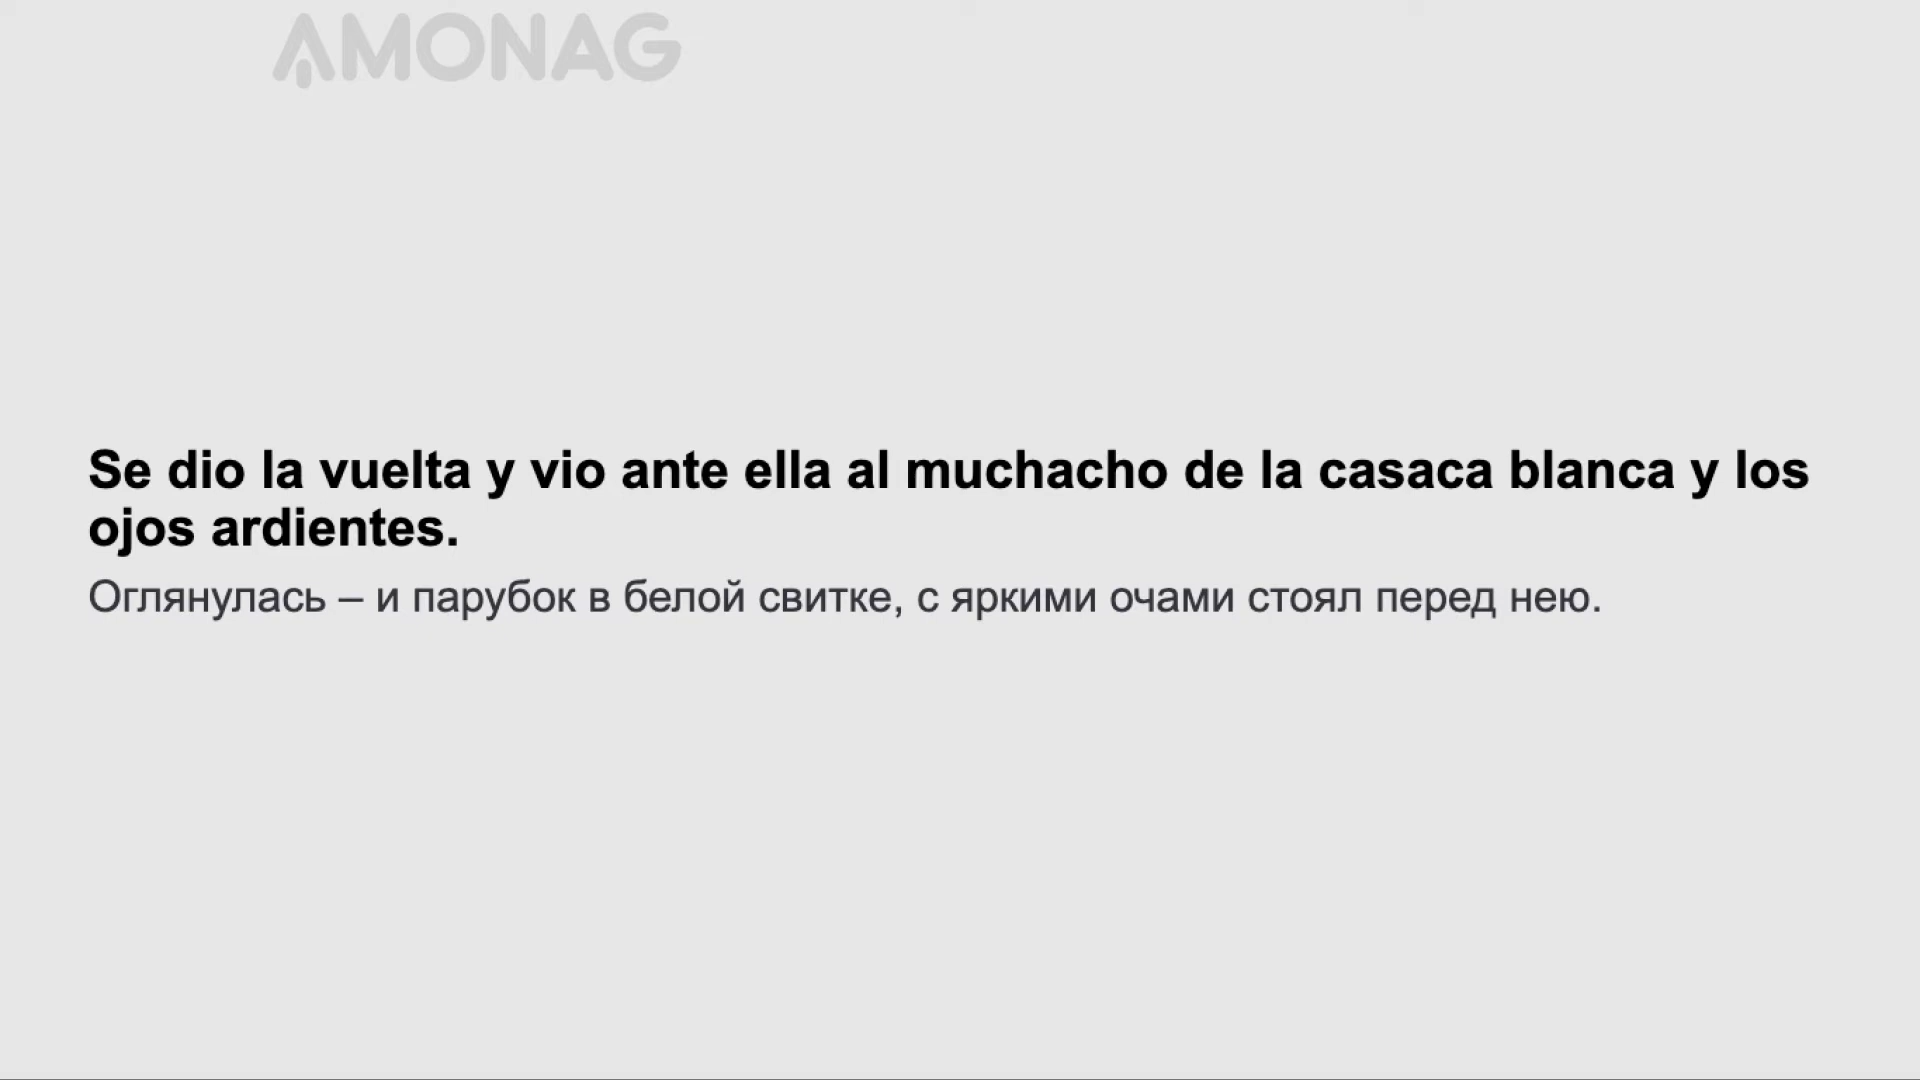 AMONAG
Se dio la vuelta y vio ante ella al muchacho de la casaca blanca y los
ojos ardientes.
Оглянулась – и парубок в белой свитке, с яркими очами стоял перед нею.